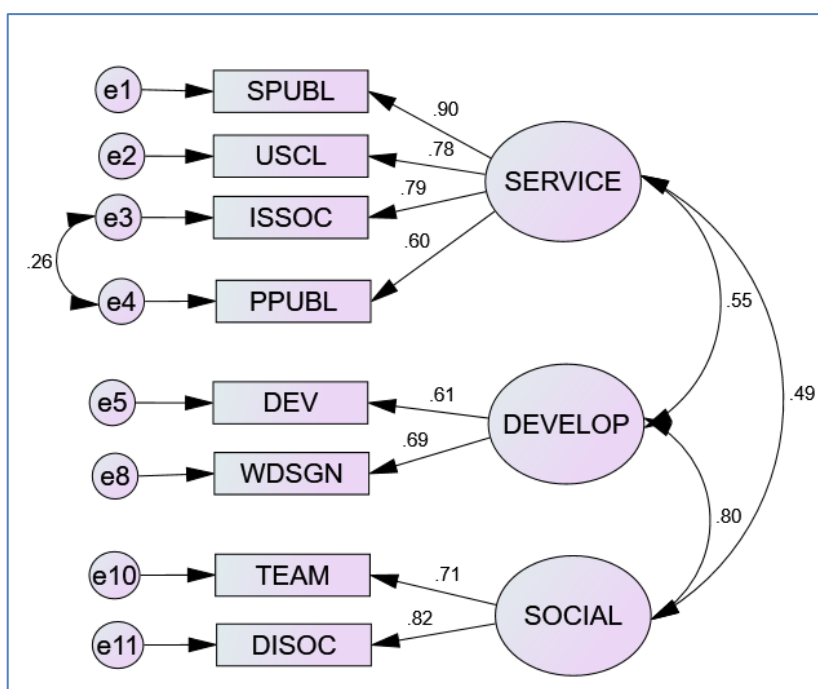 e1
SPUBL
.90
e2
USCL
.78
SERVICE
.79
e3
ISSOC
.60
.26
e4
PPUBL
.55
e5
DEV
.61
.49
DEVELOP
.69
e8
WDSGN
.80
e10
TEAM
.71
SOCIAL
.82
e11
DISOC